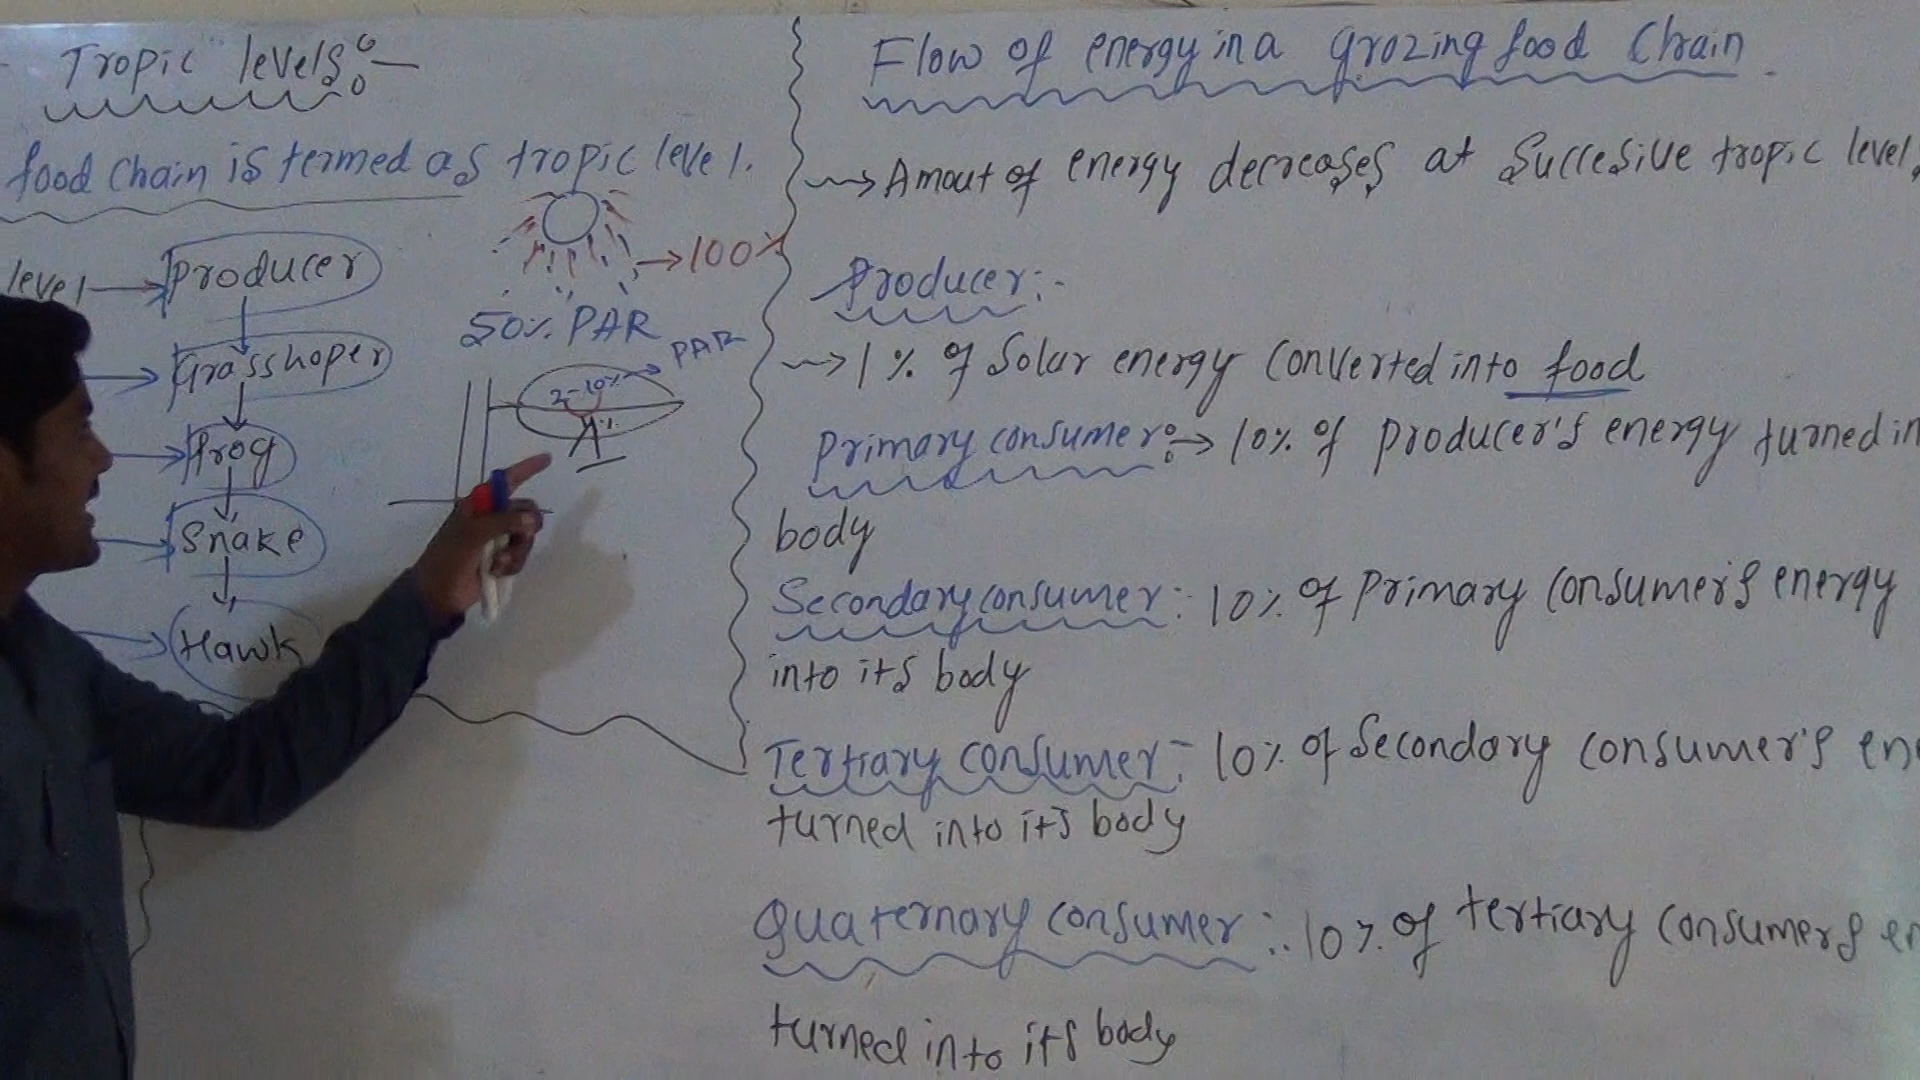 Tropic levels:-
food chain is termed as tropic level.
100%
level → Producer
50% PAR
PAR
Grasshoper
2-10%
1%
Frog
Snake
Hawk
Flow of energy in a grozing food Chain
Amout of energy decreases at Succesive tropic level
Producer:-
1% of Solar energy converted into food
Primary consumer:→ 10% of producer's energy turned in
body
Secondary consumer: 10% of Primary consumer's energy
into its body
Tertiary consumer:- 10% of Secondary consumer's en
turned into its body
Quaternary consumer:. 10% of tertiary consumers en
turned into its body